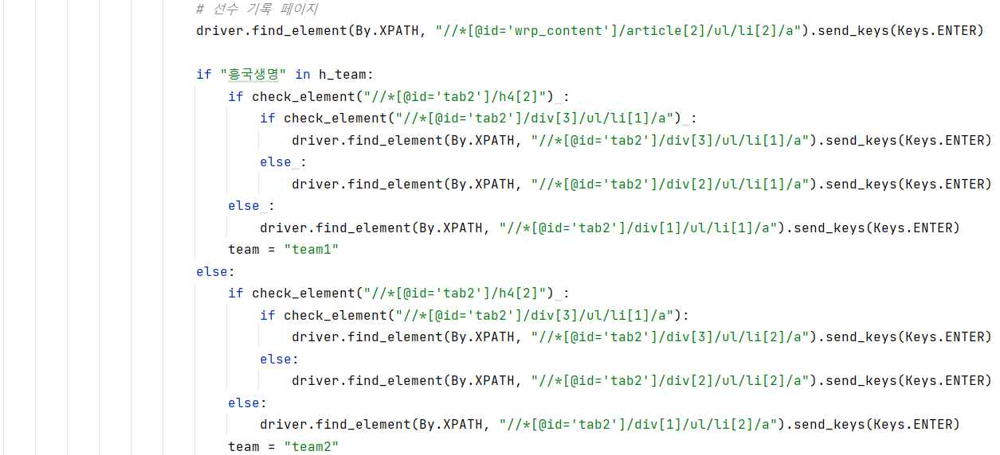 # 선수 기록 페이지
driver.find_element(By.XPATH, "//*[@id='wrp_content']/article[2]/ul/li[2]/a").send_keys(Keys.ENTER)
if "흥국생명" in h_team:
if check_element("//*[@id='tab2']/h4[2]") :
if check_element("//*[@id='tab2']/div[3]/ul/li[1]/a") :
driver.find_element(By.XPATH, "//*[@id='tab2']/div[3]/ul/li[1]/a").send_keys(Keys.ENTER)
else :
driver.find_element(By.XPATH, "//*[@id='tab2']/div[2]/ul/li[1]/a").send_keys(Keys.ENTER)
else :
driver.find_element(By.XPATH, "//*[@id='tab2']/div[1]/ul/li[1]/a").send_keys(Keys.ENTER)
team = "team1"
else:
if check_element("//*[@id='tab2']/h4[2]") :
if check_element("//*[@id='tab2']/div[3]/ul/li[1]/a"):
driver.find_element(By.XPATH, "//*[@id='tab2']/div[3]/ul/li[2]/a").send_keys(Keys.ENTER)
else:
driver.find_element(By.XPATH, "//*[@id='tab2']/div[2]/ul/li[2]/a").send_keys(Keys.ENTER)
else:
driver.find_element(By.XPATH, "//*[@id='tab2']/div[1]/ul/li[2]/a").send_keys(Keys.ENTER)
team = "team2"